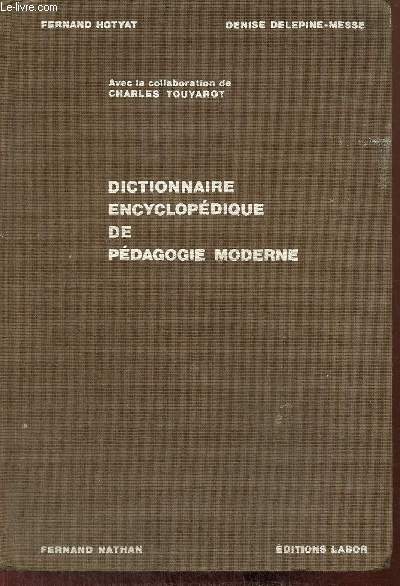 Le-livre.com
FERNAND HOTYAT DENISE DELEPINE-MESSE
Avec la collaboration de
CHARLES TOUYAROT
DICTIONNAIRE
ENCYCLOPÉDIQUE
DE
PÉDAGOGIE MODERNE
FERNAND NATHAN ÉDITIONS LABOR